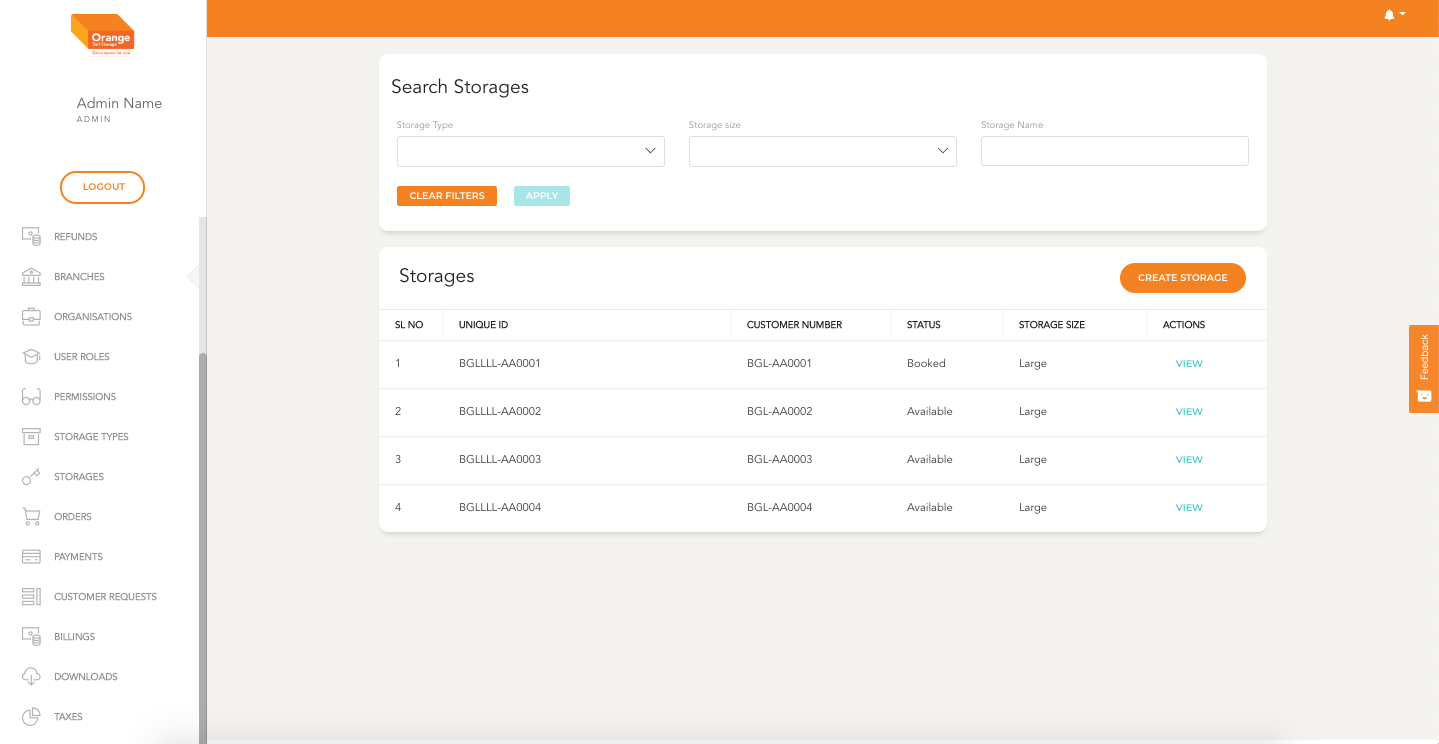 Orange
Self Storage
Admin Name
ADMIN
LOGOUT
REFUNDS
BRANCHES
ORGANISATIONS
USER ROLES
PERMISSIONS
STORAGE TYPES
STORAGES
ORDERS
PAYMENTS
CUSTOMER REQUESTS
BILLINGS
DOWNLOADS
TAXES
Search Storages
Storage Type Storage size Storage Name
CLEAR FILTERS APPLY
Storages CREATE STORAGE
SL NO UNIQUE ID CUSTOMER NUMBER STATUS STORAGE SIZE ACTIONS
1 BGLLLL-AA0001 BGL-AA0001 Booked Large VIEW
2 BGLLLL-AA0002 BGL-AA0002 Available Large VIEW
3 BGLLLL-AA0003 BGL-AA0003 Available Large VIEW
4 BGLLLL-AA0004 BGL-AA0004 Available Large VIEW
Feedback